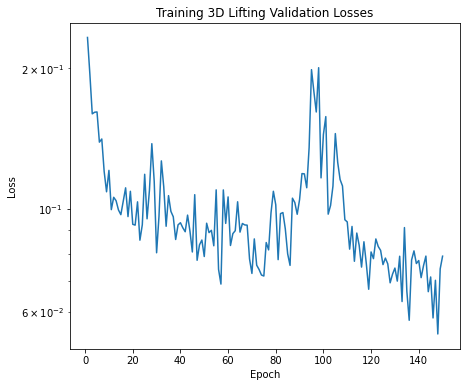 Training 3D Lifting Validation Losses
2 × 10⁻¹
10⁻¹
6 × 10⁻²
Loss
0 20 40 60 80 100 120 140
Epoch